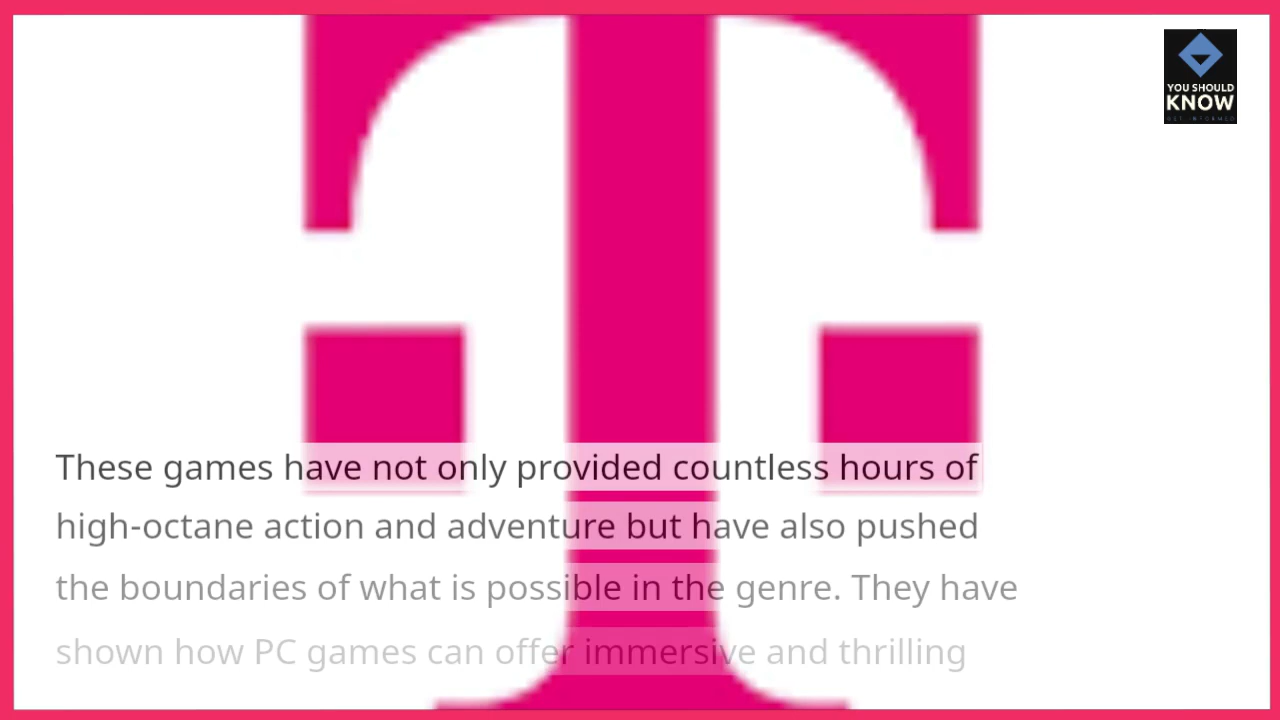 YOU SHOULD
KNOW
GET INFORMED
These games have not only provided countless hours of
high-octane action and adventure but have also pushed
the boundaries of what is possible in the genre. They have
shown how PC games can offer immersive and thrilling